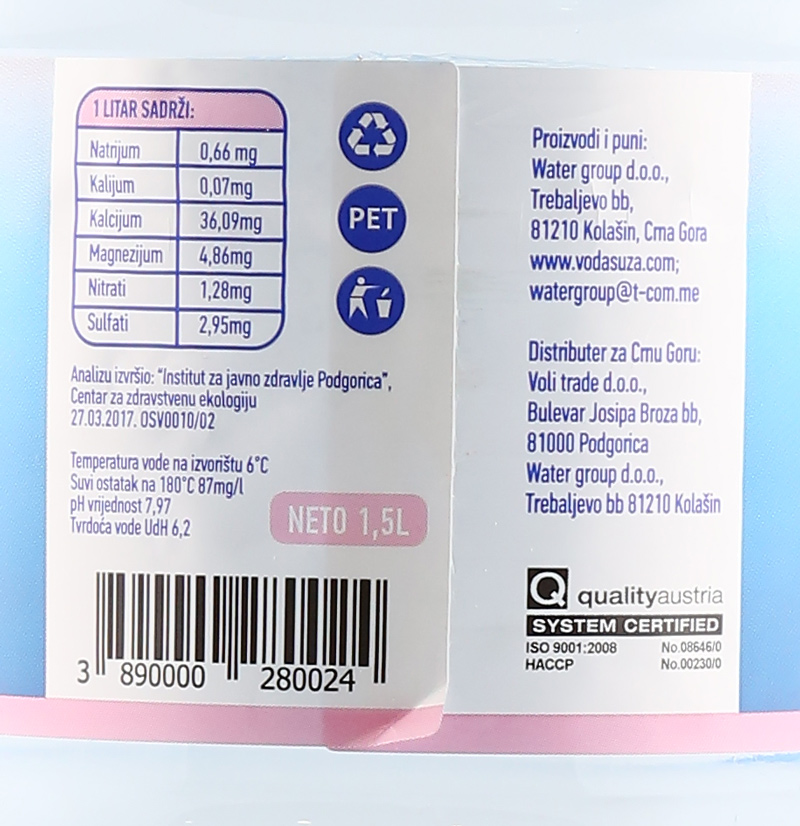 1 LITAR SADRŽI:
Natrijum 0,66 mg
Kalijum 0,07mg
Kalcijum 36,09mg
Magnezijum 4,86mg
Nitrati 1,28mg
Sulfati 2,95mg
PET
Analizu izvršio: "Institut za javno zdravlje Podgorica",
Centar za zdravstvenu ekologiju
27.03.2017. OSV0010/02
Temperatura vode na izvorištu 6°C
Suvi ostatak na 180°C 87mg/l
pH vrijednost 7,97
Tvrdoća vode UdH 6,2
NETO 1,5L
3 890000 280024
Proizvodi i puni:
Water group d.o.o.,
Trebaljevo bb,
81210 Kolašin, Crna Gora
www.vodasuza.com;
watergroup@t-com.me
Distributer za Crnu Goru:
Voli trade d.o.o.,
Bulevar Josipa Broza bb,
81000 Podgorica
Water group d.o.o.,
Trebaljevo bb 81210 Kolašin
Q qualityaustria
SYSTEM CERTIFIED
ISO 9001:2008 No.08646/0
HACCP No.00230/0